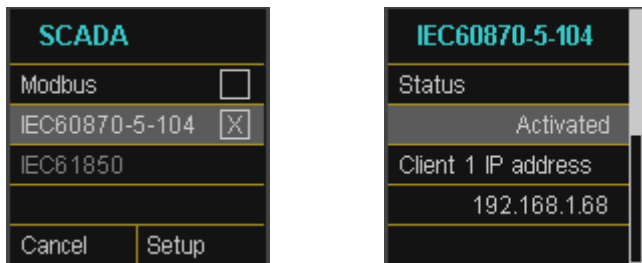 SCADA
Modbus
IEC60870-5-104 X
IEC61850
Cancel Setup
IEC60870-5-104
Status
Activated
Client 1 IP address
192.168.1.68